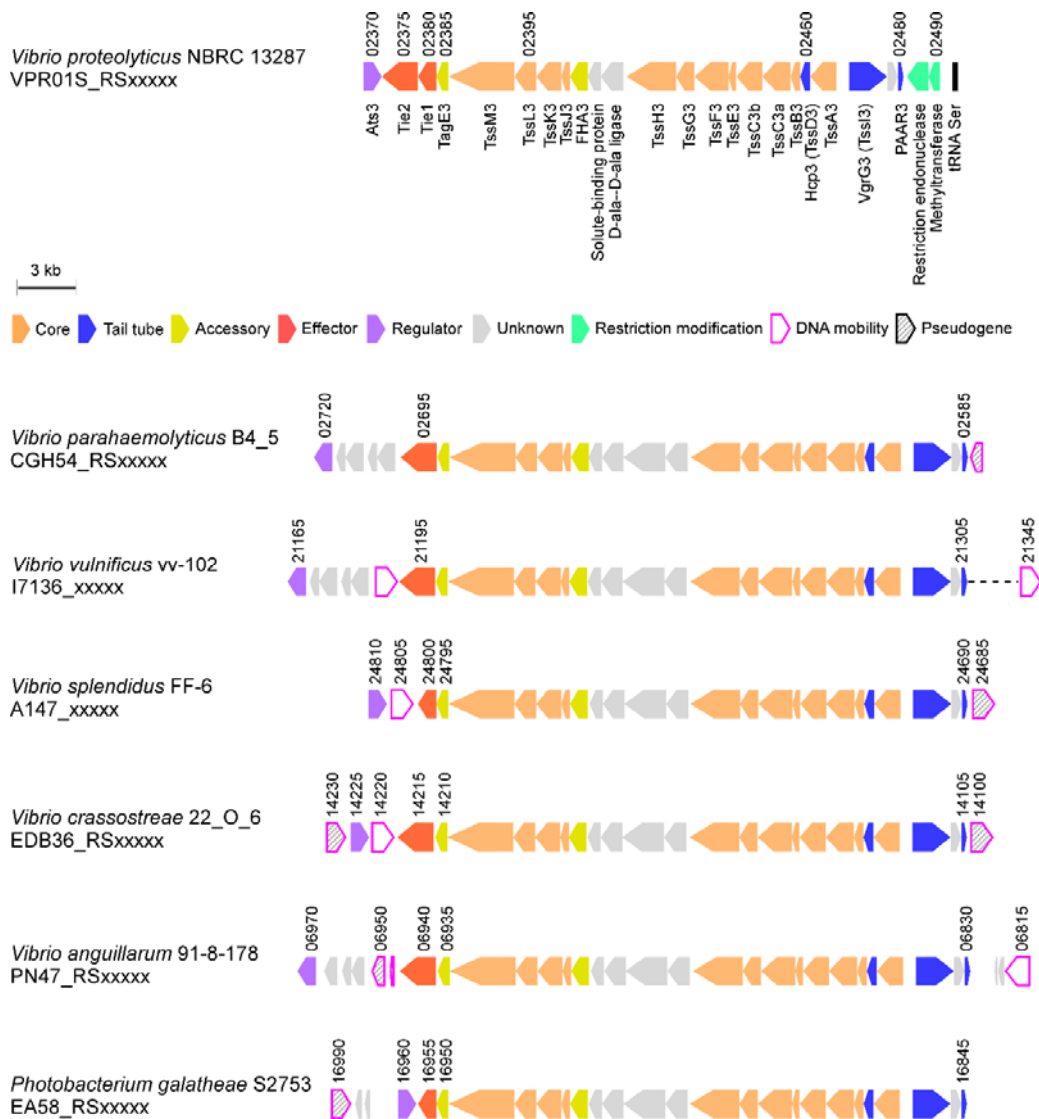 02370
02375
02380
02385
02395
02460
02480
02490
Vibrio proteolyticus NBRC 13287
VPR01S_RSxxxxx
Ats3
Tie2
Tie1
TagE3
TssM3
TssL3
TssK3
TssJ3
FHA3
Solute-binding protein
D-ala--D-ala ligase
TssH3
TssG3
TssF3
TssE3
TssC3b
TssC3a
TssB3
Hcp3 (TssD3)
TssA3
VgrG3 (TssI3)
PAAR3
Restriction endonuclease
Methyltransferase
tRNA Ser
3 kb
Core
Tail tube
Accessory
Effector
Regulator
Unknown
Restriction modification
DNA mobility
Pseudogene
02720
02695
02585
Vibrio parahaemolyticus B4_5
CGH54_RSxxxxx
21165
21195
21305
21345
Vibrio vulnificus vv-102
I7136_xxxxx
24810
24805
24800
24795
24690
24685
Vibrio splendidus FF-6
A147_xxxxx
14230
14225
14220
14215
14210
14105
14100
Vibrio crassostreae 22_O_6
EDB36_RSxxxxx
06970
06950
06940
06935
06830
06815
Vibrio anguillarum 91-8-178
PN47_RSxxxxx
16990
16960
16955
16950
16845
Photobacterium galatheae S2753
EA58_RSxxxxx